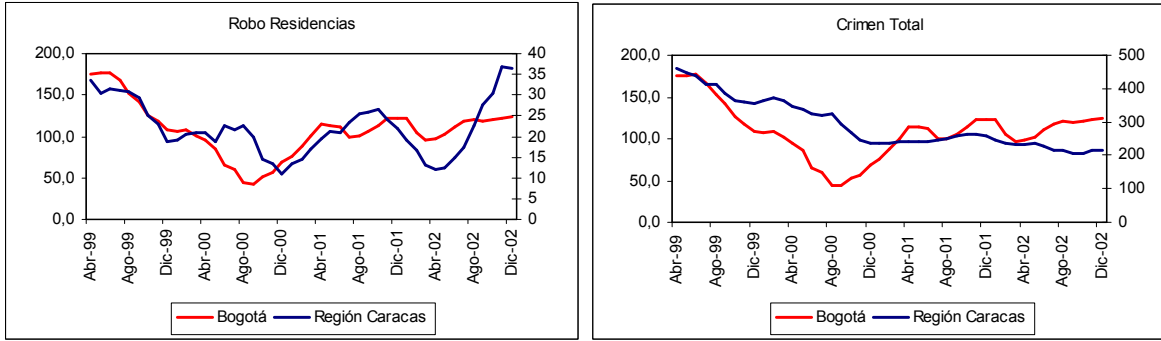 Robo Residencias
200,0
150,0
100,0
50,0
0,0
40
35
30
25
20
15
10
5
0
Abr-99
Ago-99
Dic-99
Abr-00
Ago-00
Dic-00
Abr-01
Ago-01
Dic-01
Abr-02
Ago-02
Dic-02
Bogotá
Región Caracas
Crimen Total
200,0
150,0
100,0
50,0
0,0
500
400
300
200
100
0
Abr-99
Ago-99
Dic-99
Abr-00
Ago-00
Dic-00
Abr-01
Ago-01
Dic-01
Abr-02
Ago-02
Dic-02
Bogotá
Región Caracas